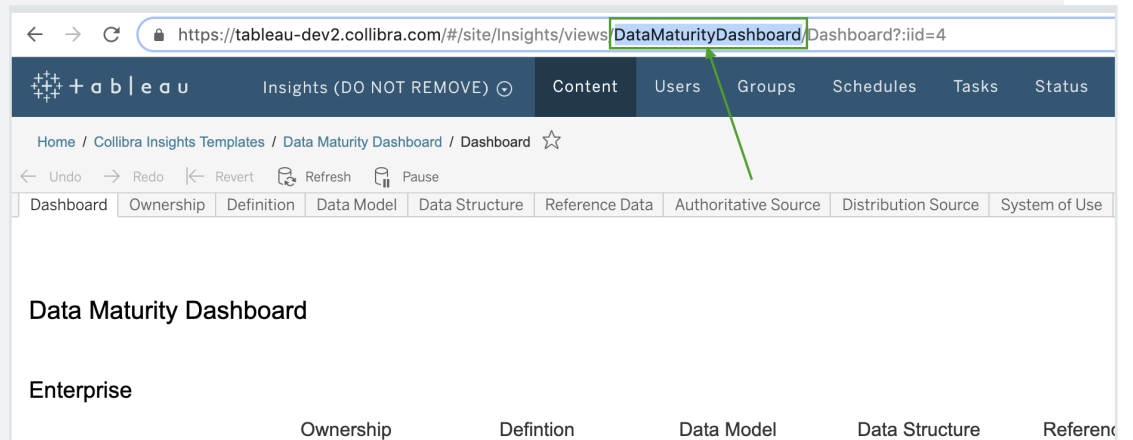 https://tableau-dev2.collibra.com/#/site/Insights/views/DataMaturityDashboard/Dashboard?:iid=4
+ a b l e a u Insights (DO NOT REMOVE) Content Users Groups Schedules Tasks Status
Home / Collibra Insights Templates / Data Maturity Dashboard / Dashboard
Undo Redo Revert Refresh Pause
Dashboard Ownership Definition Data Model Data Structure Reference Data Authoritative Source Distribution Source System of Use
Data Maturity Dashboard
Enterprise
Ownership Defintion Data Model Data Structure Referenc